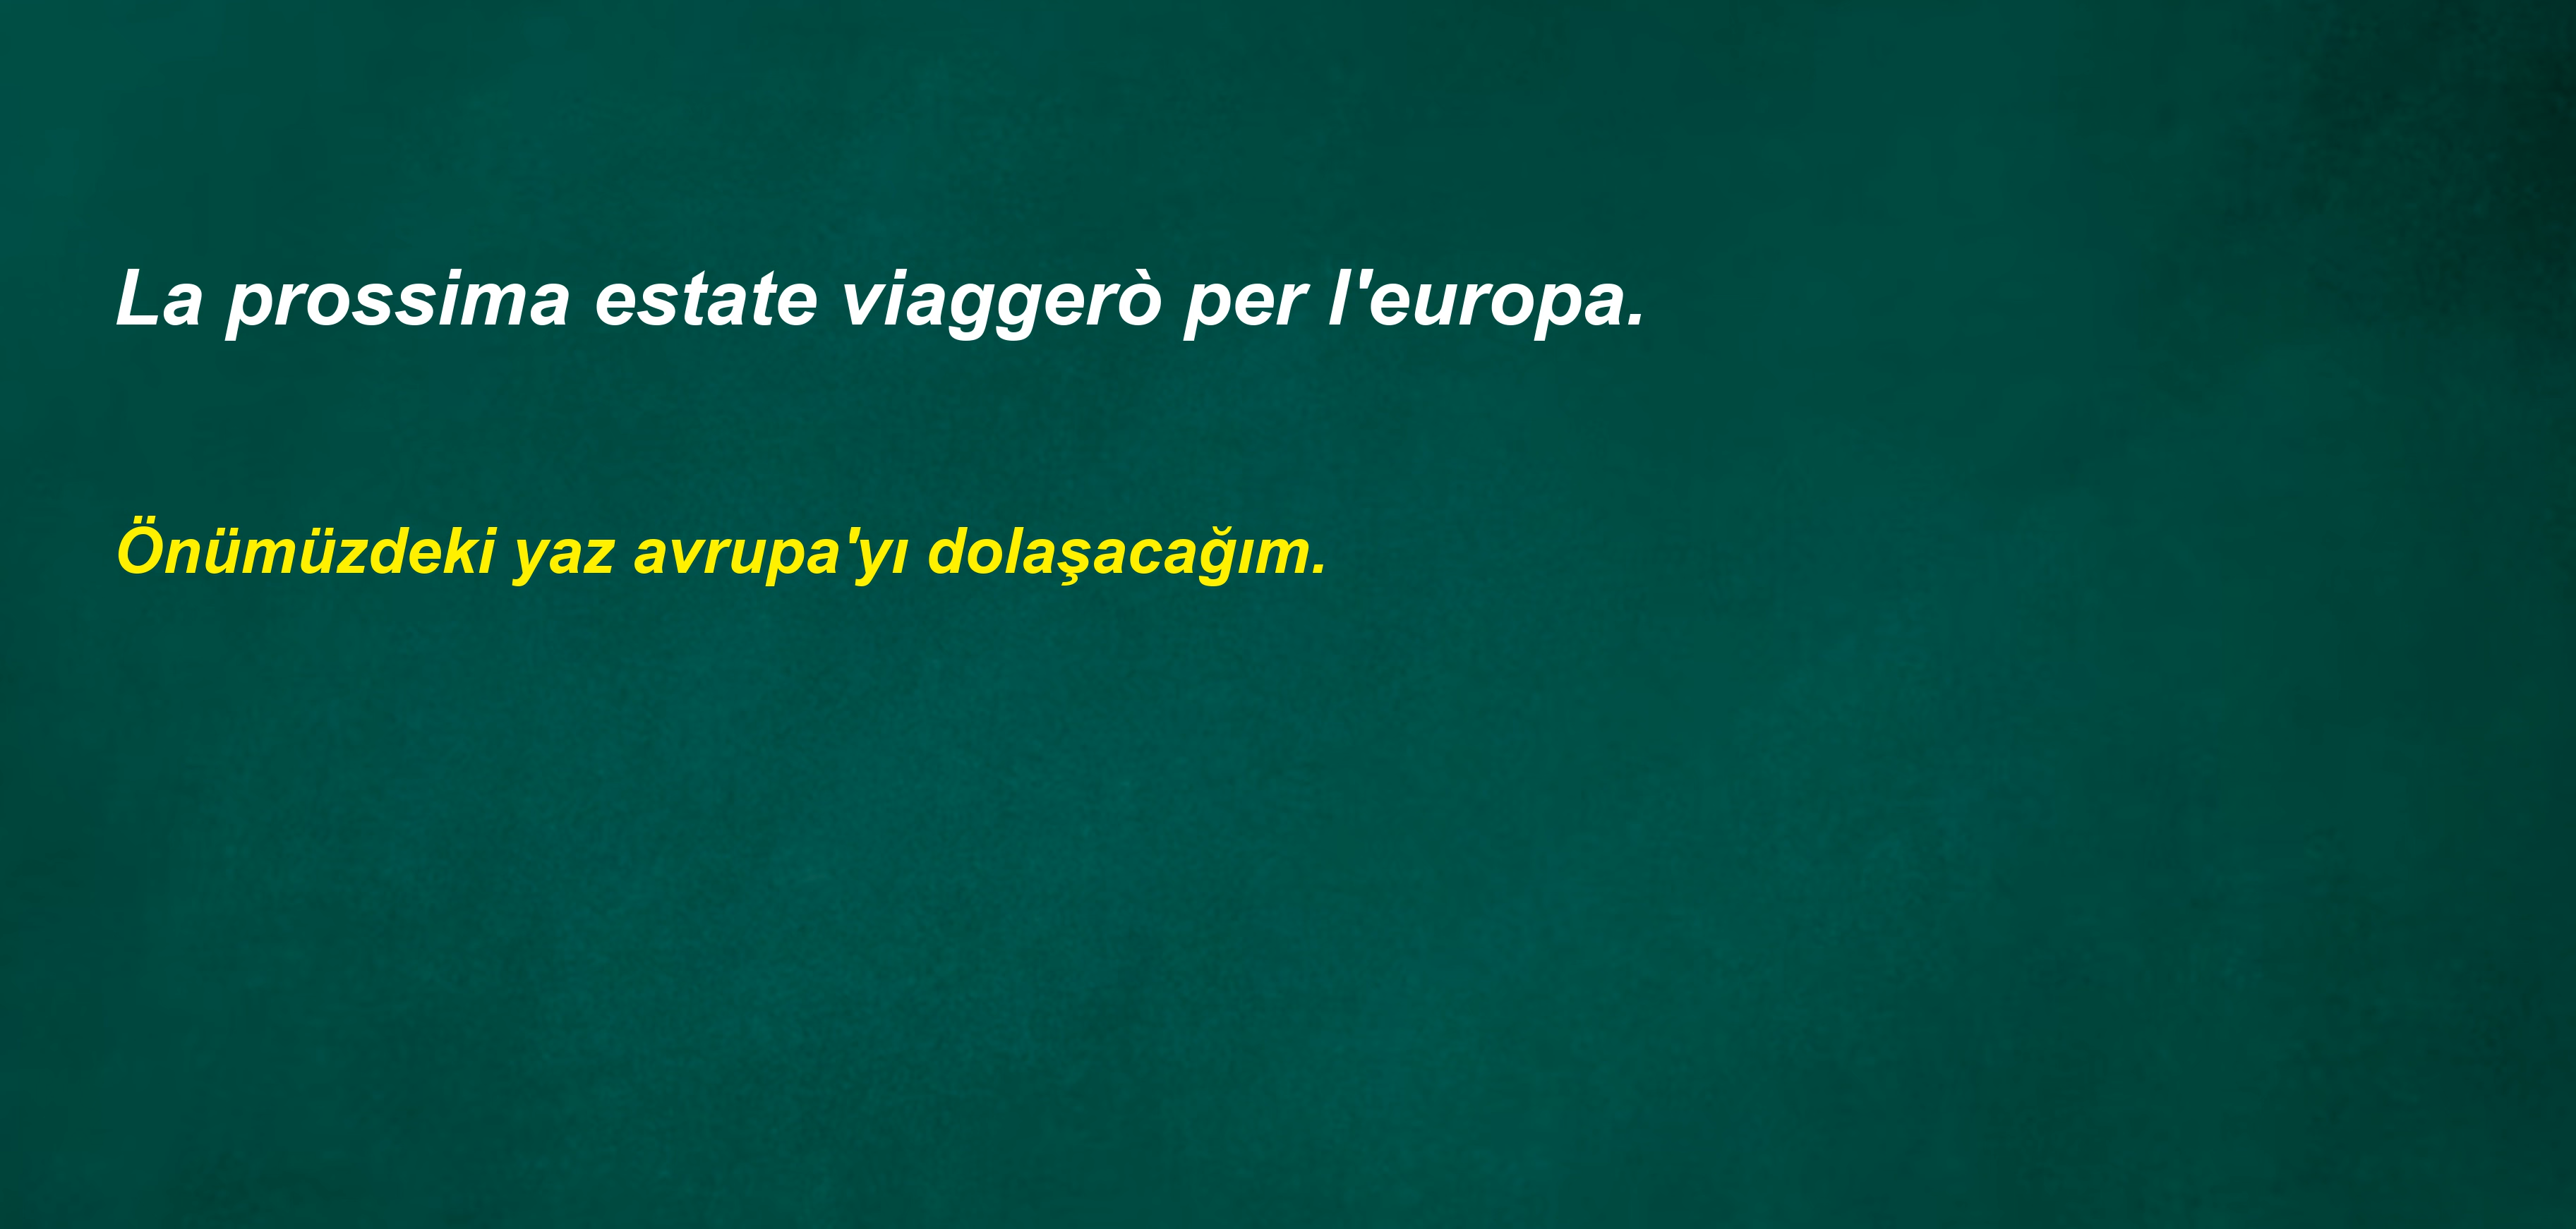 La prossima estate viaggerò per l'europa.
Önümüzdeki yaz avrupa'yı dolaşacağım.